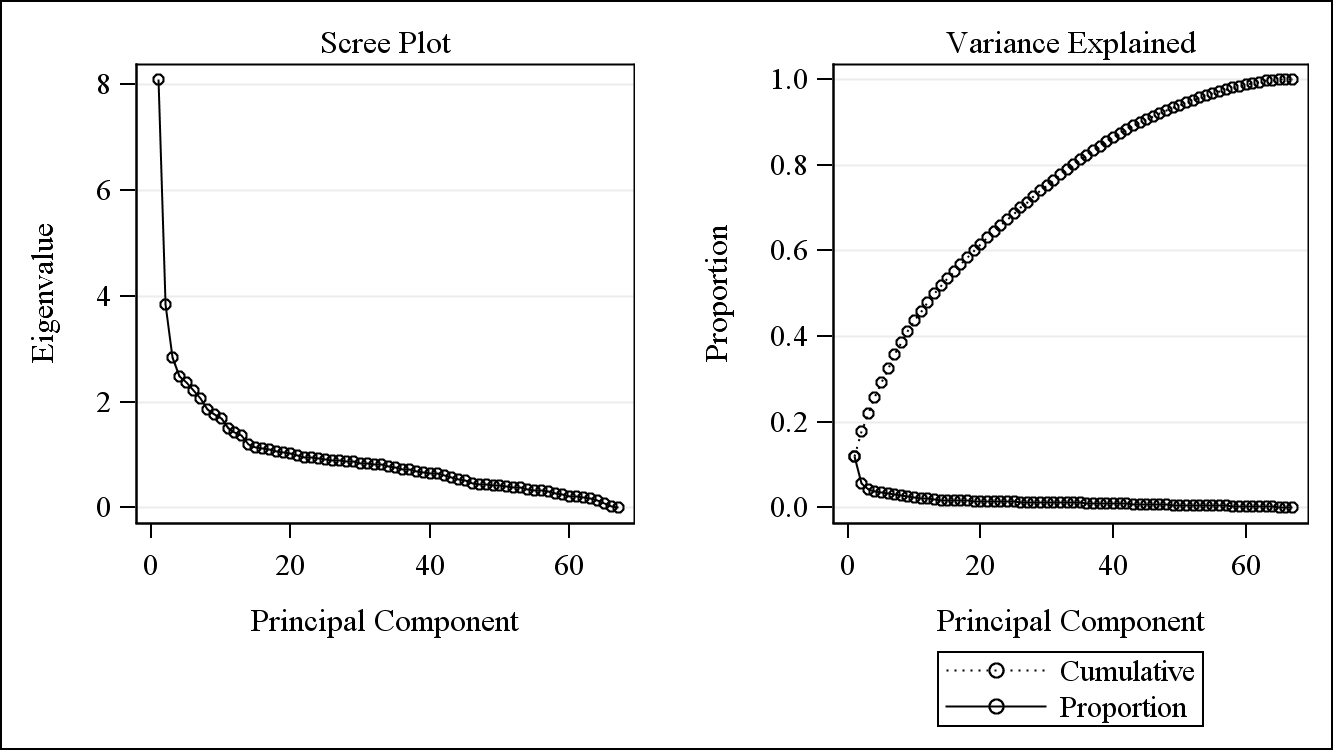 Scree Plot
8
6
4
2
0
Eigenvalue
0 20 40 60
Principal Component
Variance Explained
1.0
0.8
0.6
0.4
0.2
0.0
Proportion
0 20 40 60
Principal Component
Cumulative
Proportion